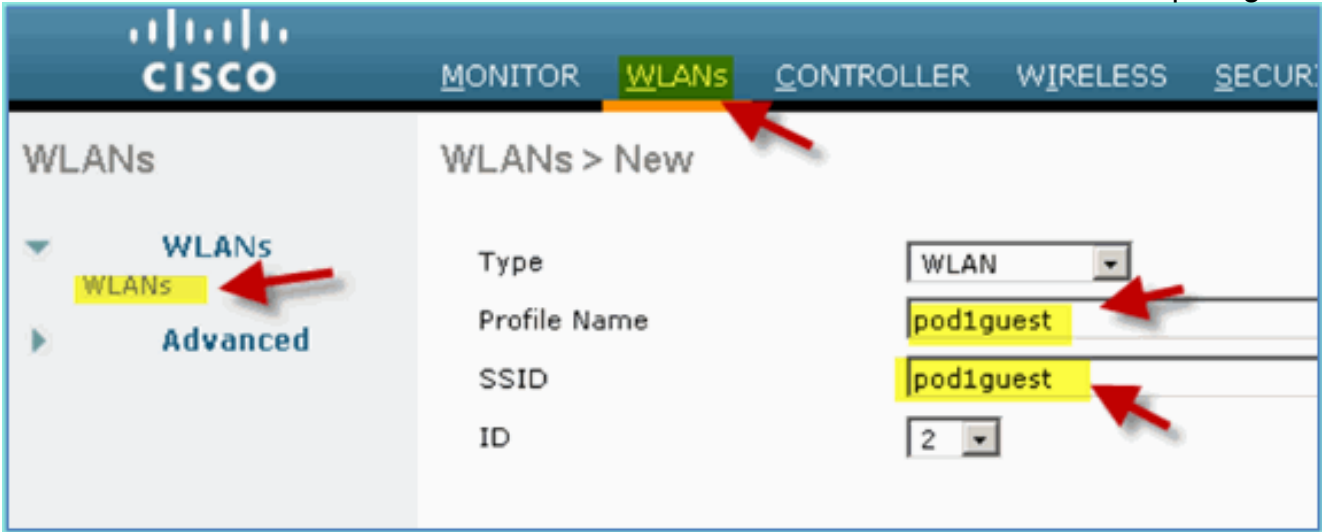 CISCO
MONITOR WLANs CONTROLLER WIRELESS SECUR
WLANs
WLANs > New
WLANs
WLANs
Advanced
Type WLAN
Profile Name pod1guest
SSID pod1guest
ID 2